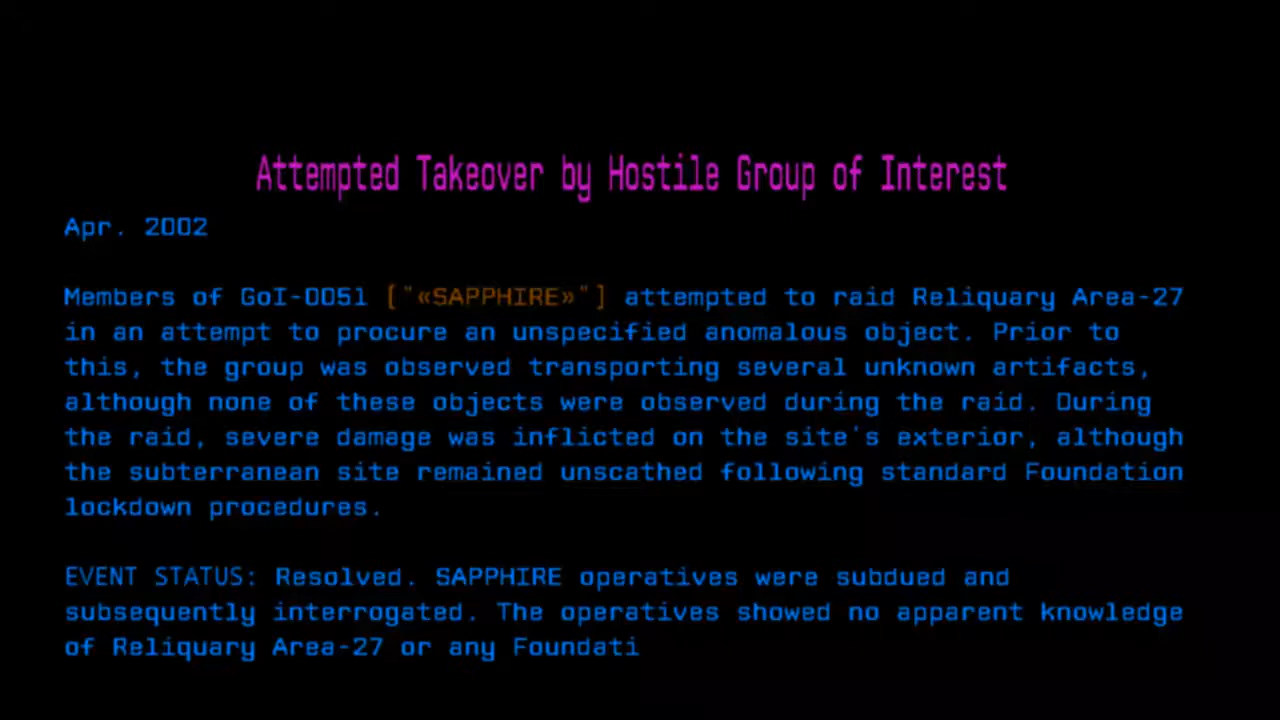 Attempted Takeover by Hostile Group of Interest
Apr. 2002
Members of GoI-0051 ["«SAPPHIRE»"] attempted to raid Reliquary Area-27
in an attempt to procure an unspecified anomalous object. Prior to
this, the group was observed transporting several unknown artifacts,
although none of these objects were observed during the raid. During
the raid, severe damage was inflicted on the site's exterior, although
the subterranean site remained unscathed following standard Foundation
lockdown procedures.
EVENT STATUS: Resolved. SAPPHIRE operatives were subdued and
subsequently interrogated. The operatives showed no apparent knowledge
of Reliquary Area-27 or any Foundati